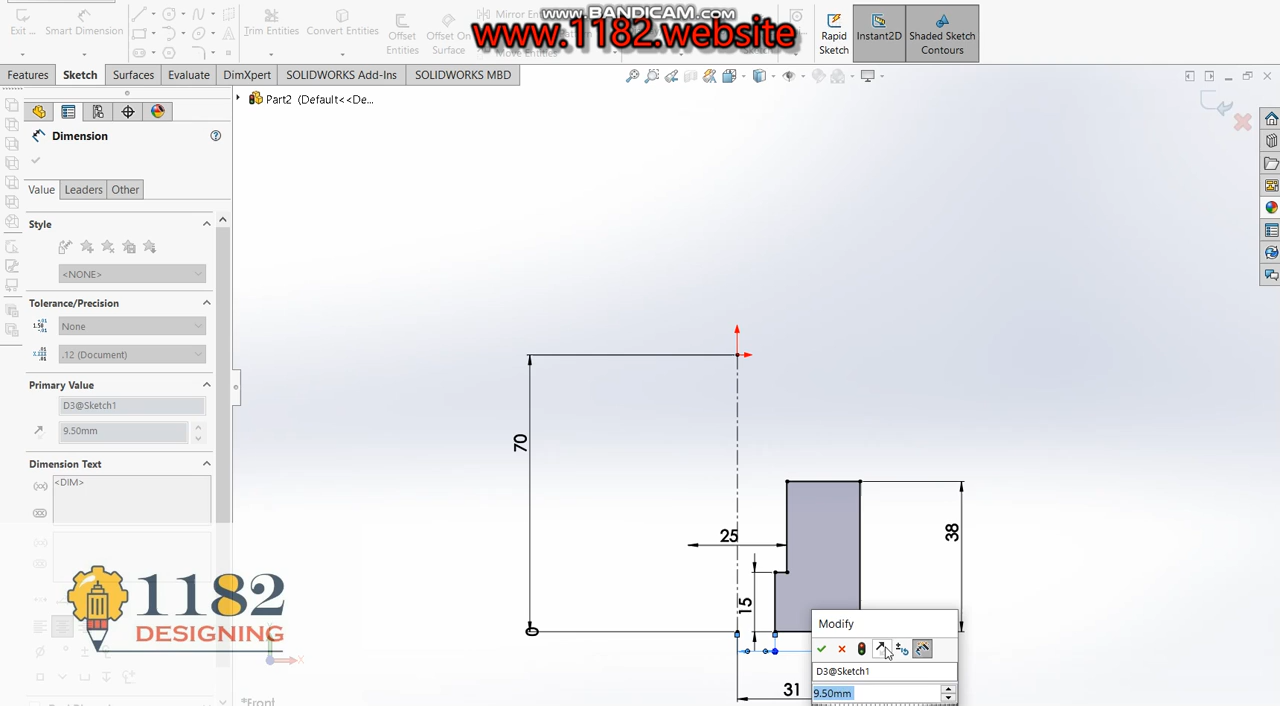 www.BANDICAM.com
www.1182.website
Exit ...
Smart Dimension
Trim Entities
Convert Entities
Offset
Entities
Offset On
Surface
Mirror Entities
Move Entities
Rapid
Sketch
Instant2D
Shaded Sketch
Contours
Features
Sketch
Surfaces
Evaluate
DimXpert
SOLIDWORKS Add-Ins
SOLIDWORKS MBD
Part2 (Default<<De...
Dimension
Value
Leaders
Other
Style
<NONE>
Tolerance/Precision
None
.12 (Document)
Primary Value
D3@Sketch1
9.50mm
Dimension Text
<DIM>
70
25
38
15
31
Modify
D3@Sketch1
9.50mm
1182
DESIGNING
*Front